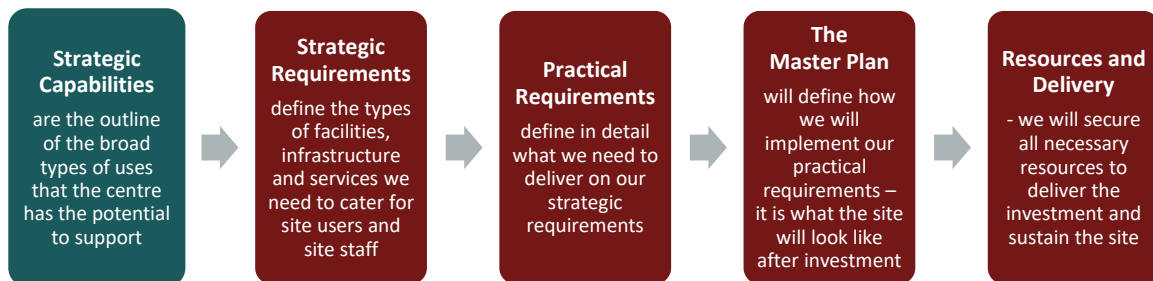 Strategic
Capabilities
are the outline
of the broad
types of uses
that the centre
has the potential
to support
Strategic
Requirements
define the types
of facilities,
infrastructure
and services we
need to cater for
site users and
site staff
Practical
Requirements
define in detail
what we need to
deliver on our
strategic
requirements
The
Master Plan
will define how
we will
implement our
practical
requirements –
it is what the site
will look like
after investment
Resources and
Delivery
- we will secure
all necessary
resources to
deliver the
investment and
sustain the site